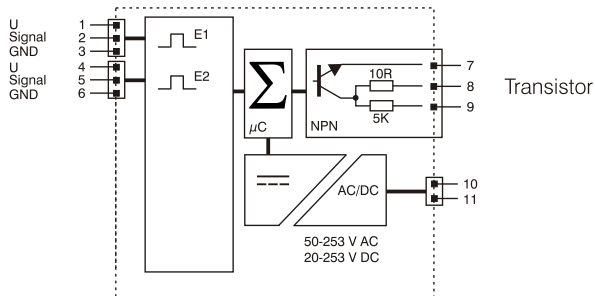 U 1
Signal 2
GND 3
U 4
Signal 5
GND 6
E1
E2
Σ
µC
NPN
10R
5K
7
8
9
Transistor
AC/DC
10
11
50-253 V AC
20-253 V DC